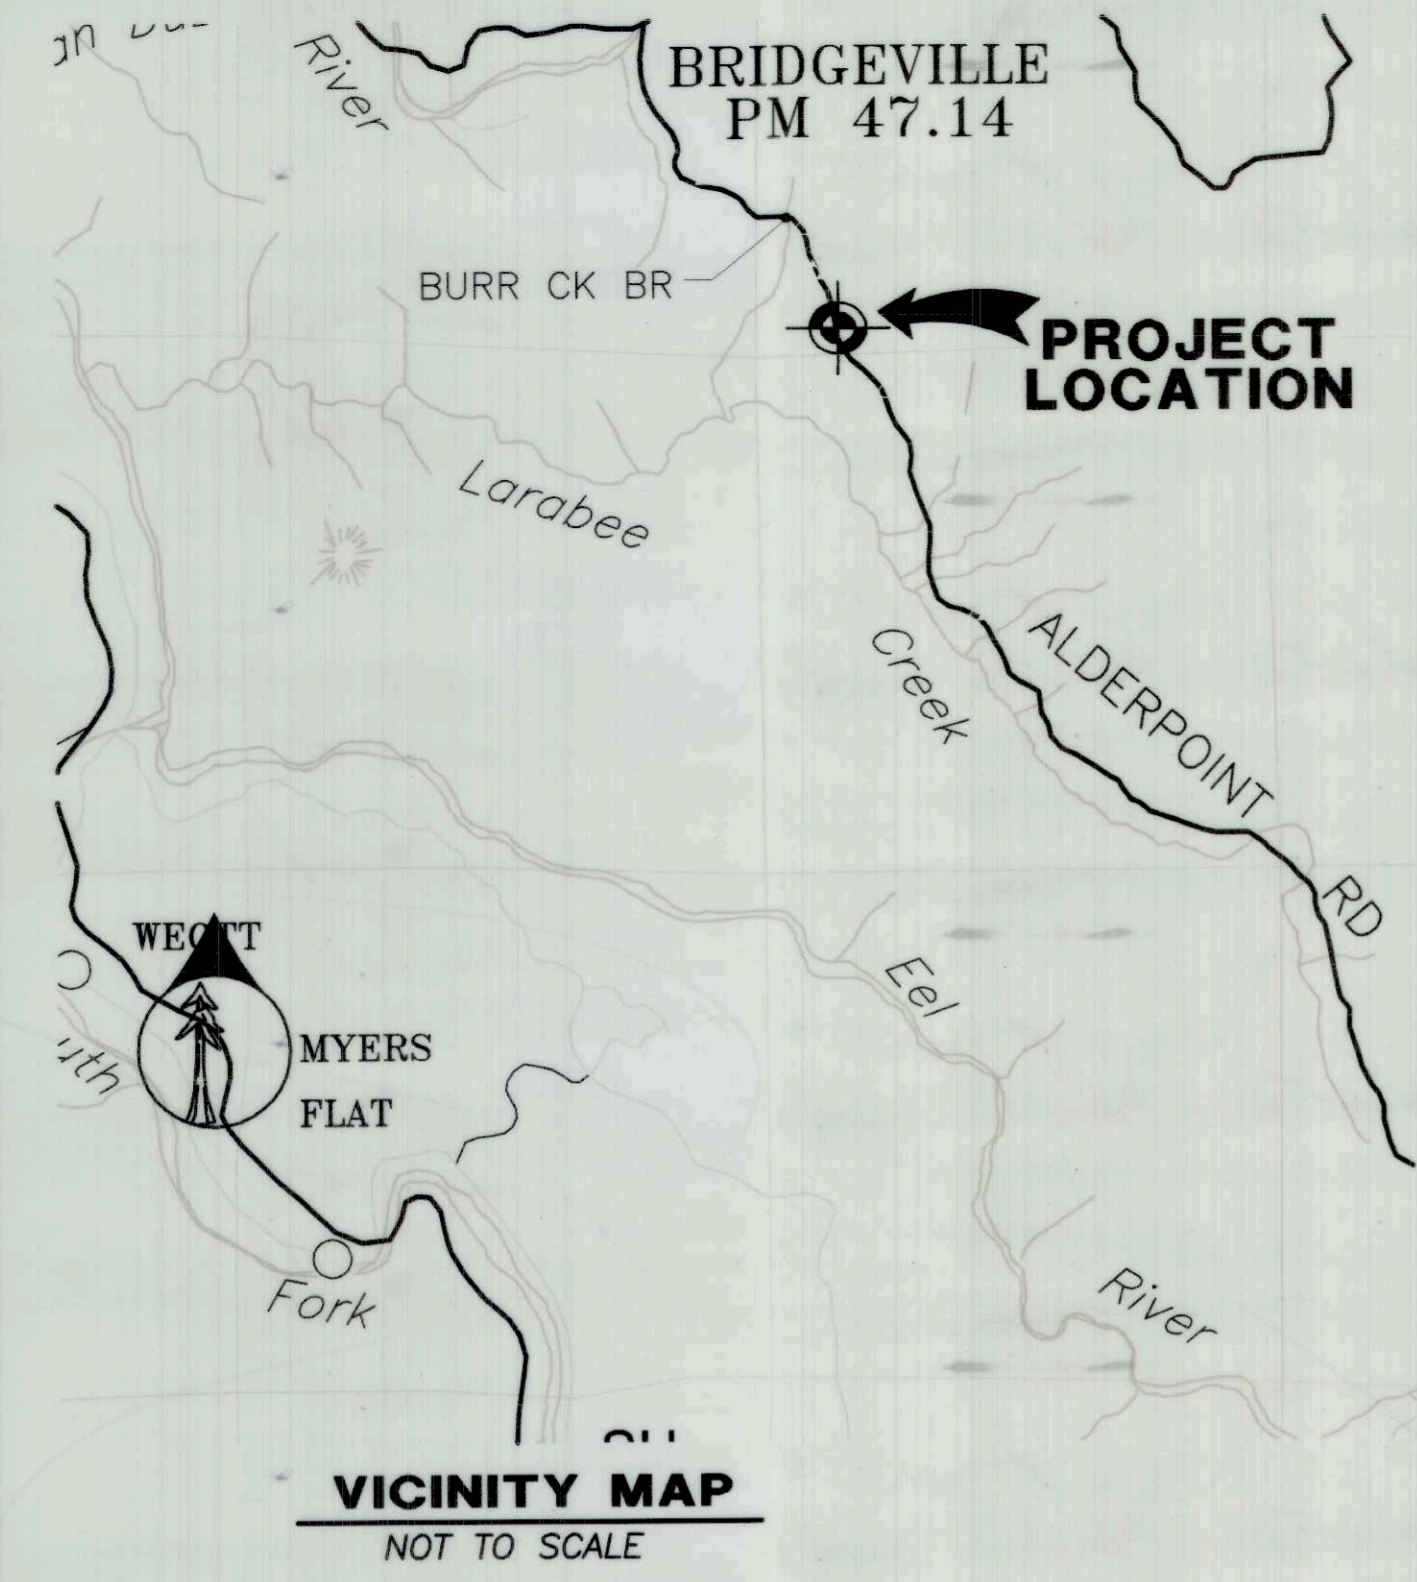 River
BRIDGEVILLE
PM 47.14
BURR CK BR
PROJECT
LOCATION
Larabee
Creek
ALDERPOINT
RD
WEOTT
Eel
MYERS
FLAT
Fork
River
VICINITY MAP
NOT TO SCALE